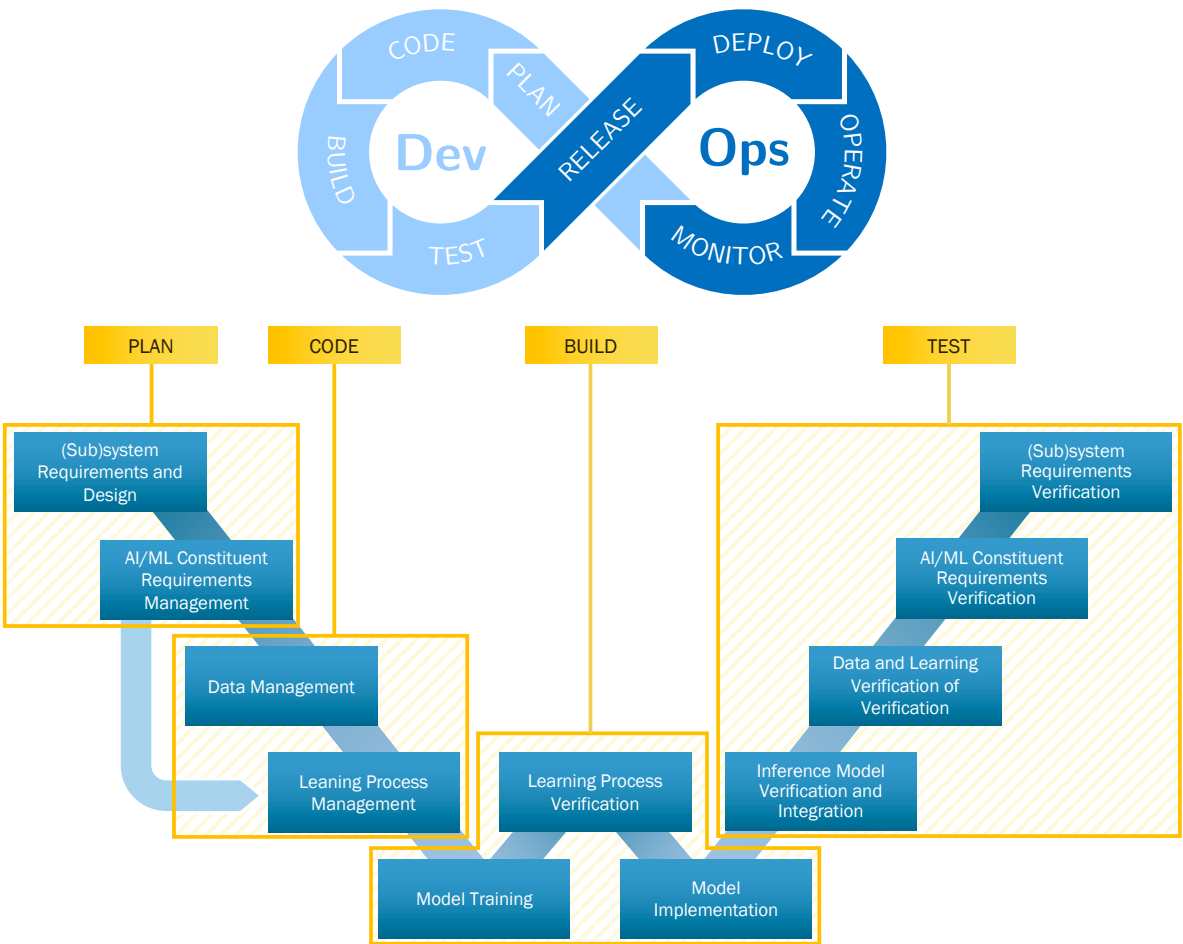 CODE
PLAN
BUILD
Dev
TEST
RELEASE
DEPLOY
Ops
OPERATE
MONITOR
PLAN
CODE
BUILD
TEST
(Sub)system
Requirements and
Design
AI/ML Constituent
Requirements
Management
Data Management
Leaning Process
Management
Model Training
Learning Process
Verification
Model
Implementation
Inference Model
Verification and
Integration
Data and Learning
Verification of
Verification
AI/ML Constituent
Requirements
Verification
(Sub)system
Requirements
Verification